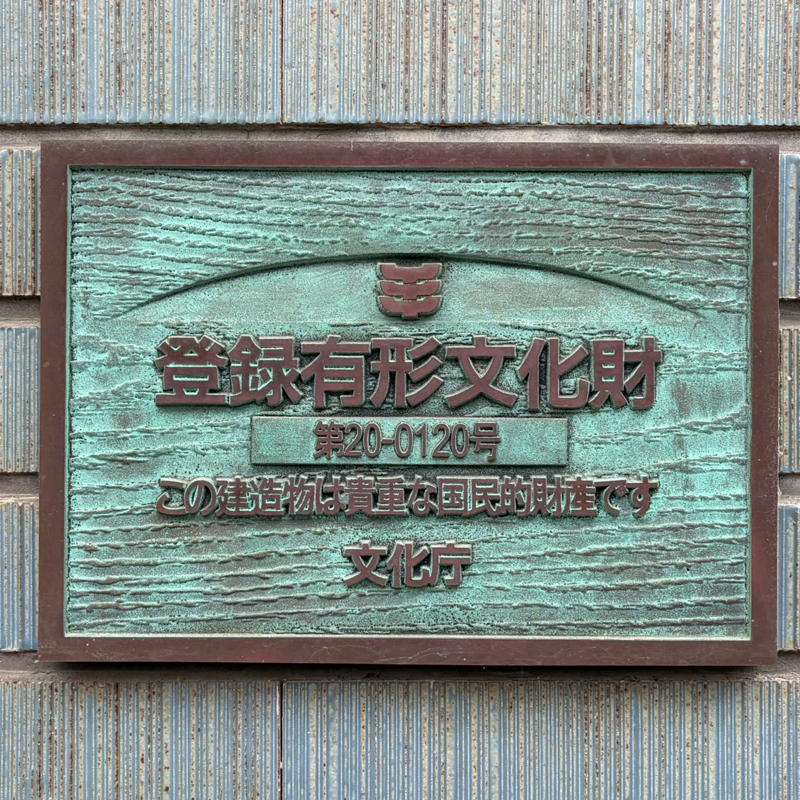 登録有形文化財
第20-0120号
この建造物は貴重な国民的財産です
文化庁